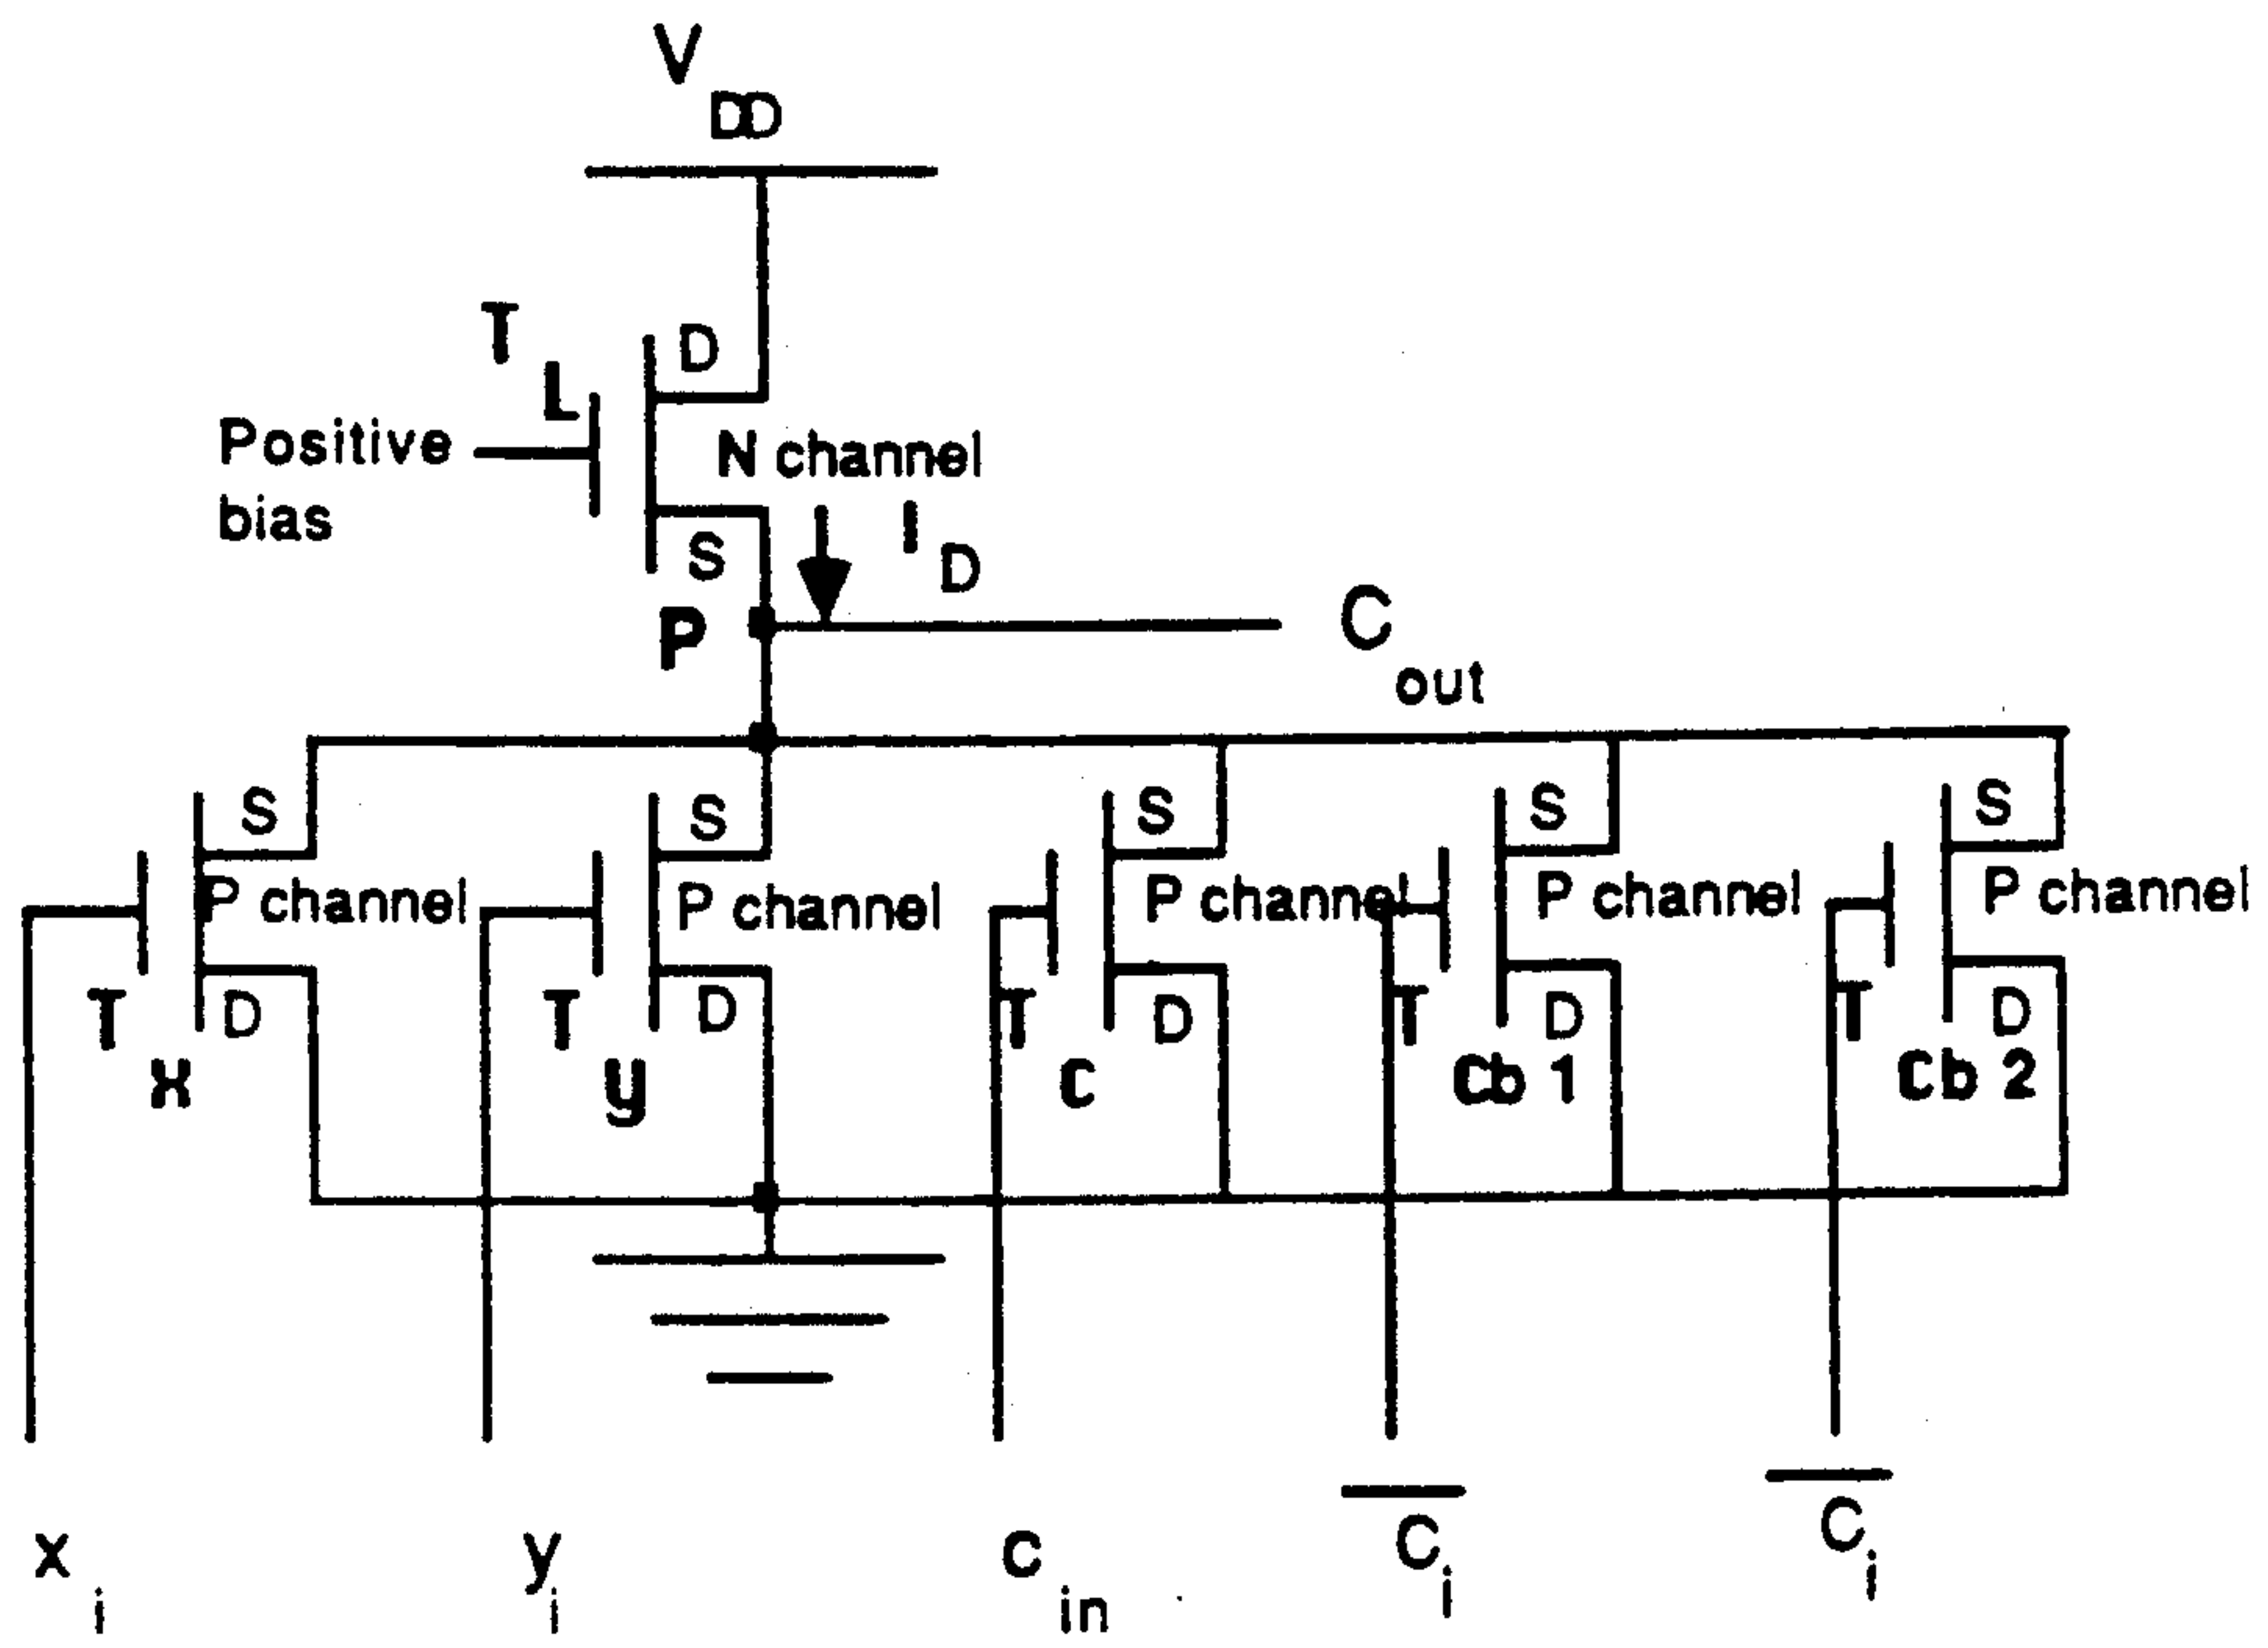 V
DD
T
L
D
Positive
bias
N channel
S
I
D
P
C
out
S S S S S
P channel P channel P channel P channel P channel
T D T D T D T D T D
x y c Cb 1 Cb 2
x i y i c in C̅ i C̅ i